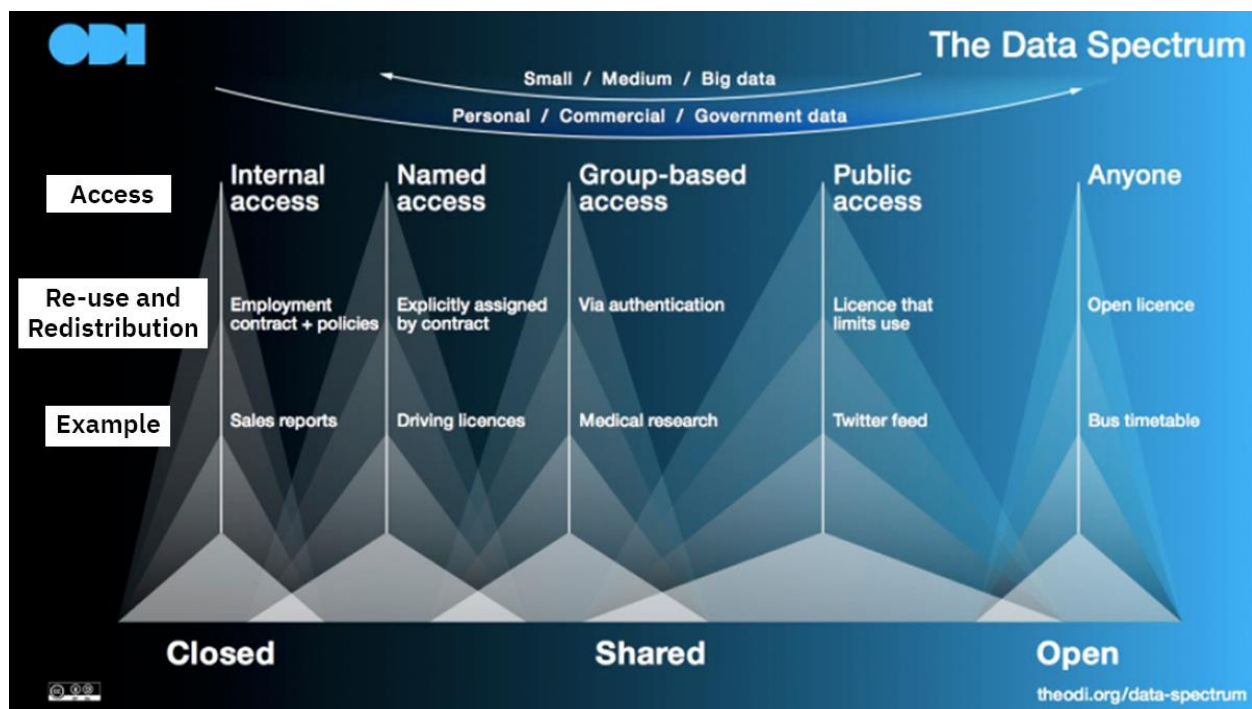 ODI
The Data Spectrum
Small / Medium / Big data
Personal / Commercial / Government data
Access
Internal
access
Named
access
Group-based
access
Public
access
Anyone
Re-use and
Redistribution
Employment
contract + policies
Explicitly assigned
by contract
Via authentication
Licence that
limits use
Open licence
Example
Sales reports
Driving licences
Medical research
Twitter feed
Bus timetable
Closed
Shared
Open
cc
theodi.org/data-spectrum